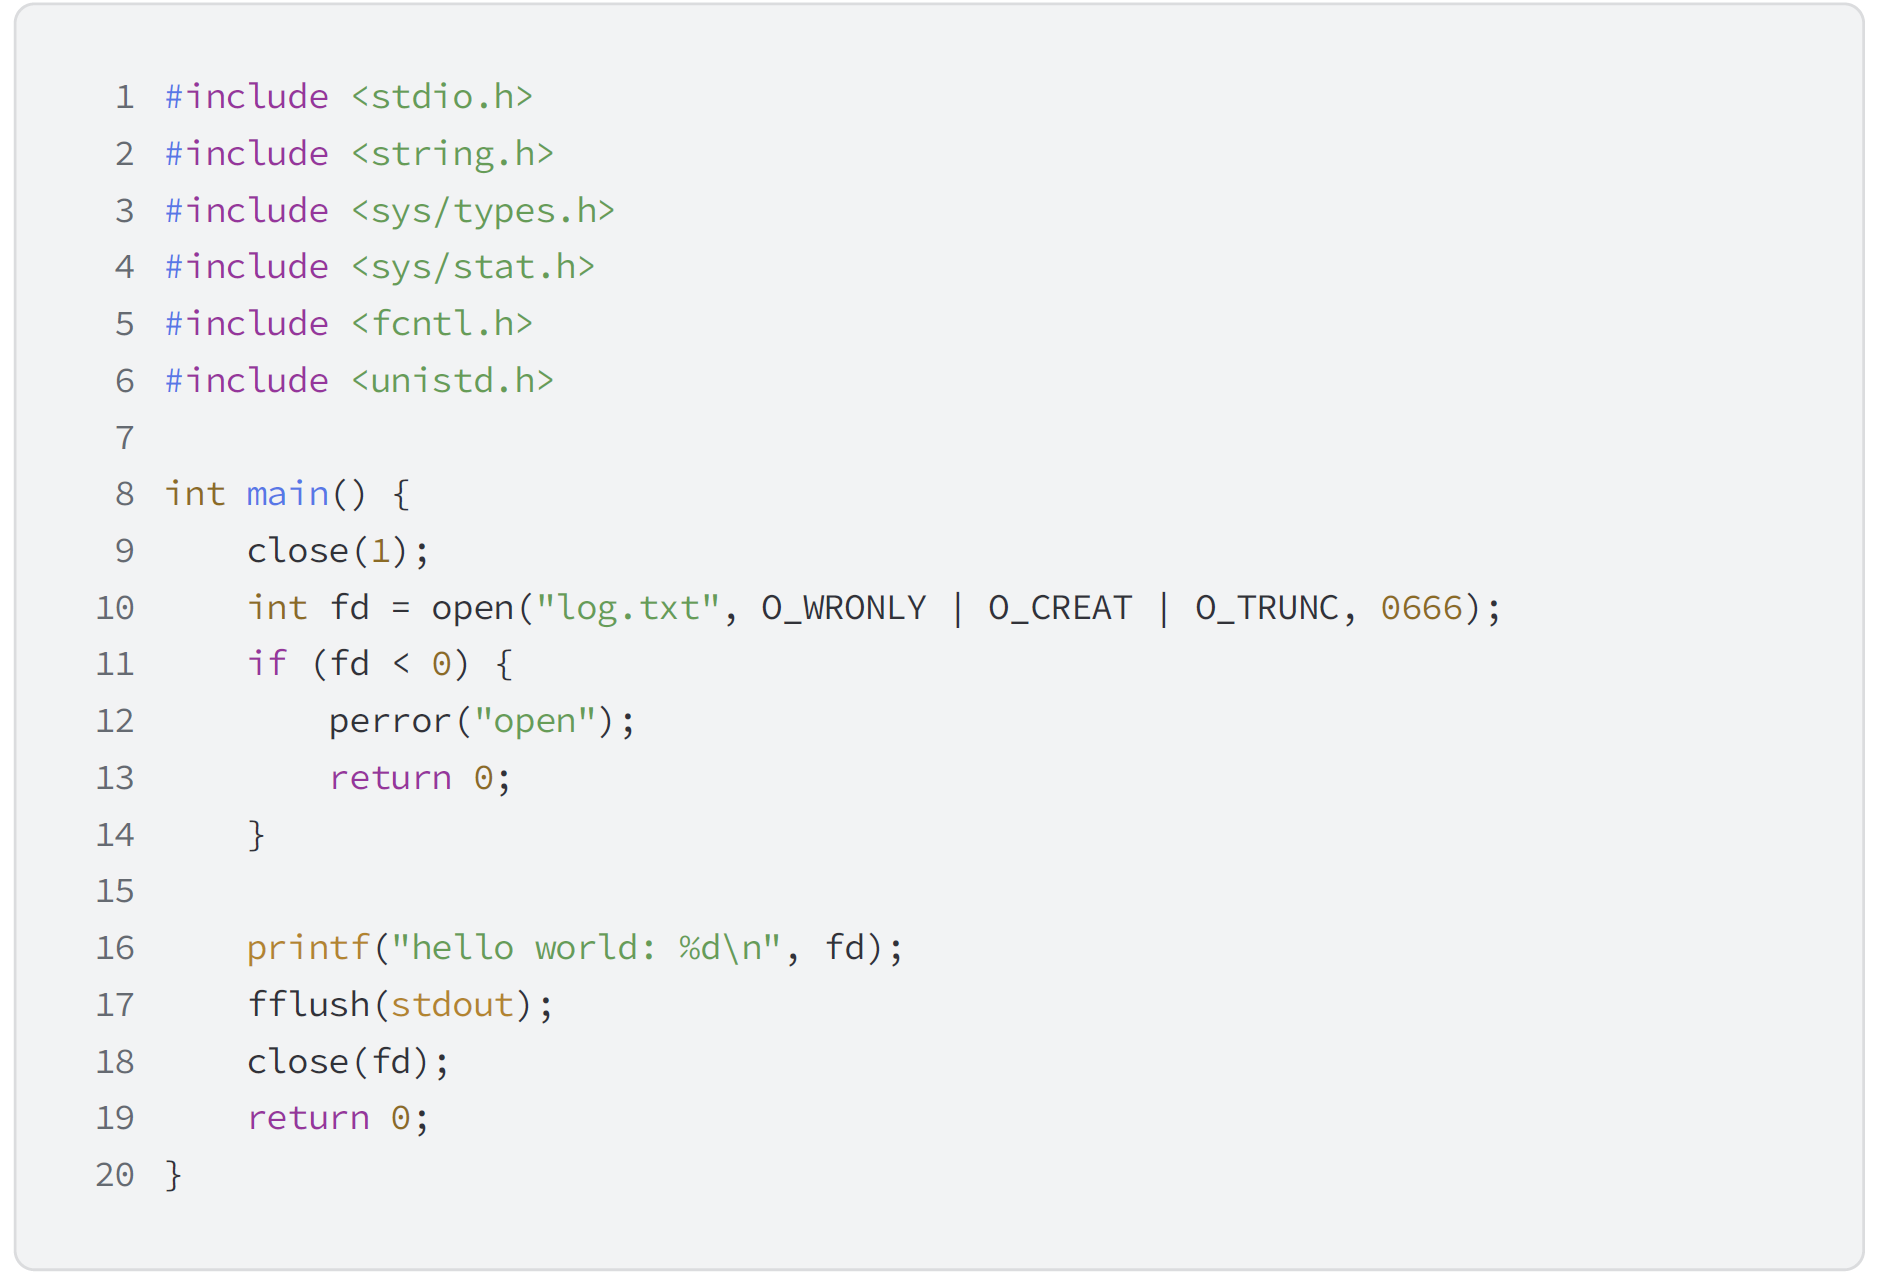 1 #include <stdio.h>
2 #include <string.h>
3 #include <sys/types.h>
4 #include <sys/stat.h>
5 #include <fcntl.h>
6 #include <unistd.h>
7
8 int main() {
9     close(1);
10     int fd = open("log.txt", O_WRONLY | O_CREAT | O_TRUNC, 0666);
11     if (fd < 0) {
12         perror("open");
13         return 0;
14     }
15
16     printf("hello world: %d\n", fd);
17     fflush(stdout);
18     close(fd);
19     return 0;
20 }